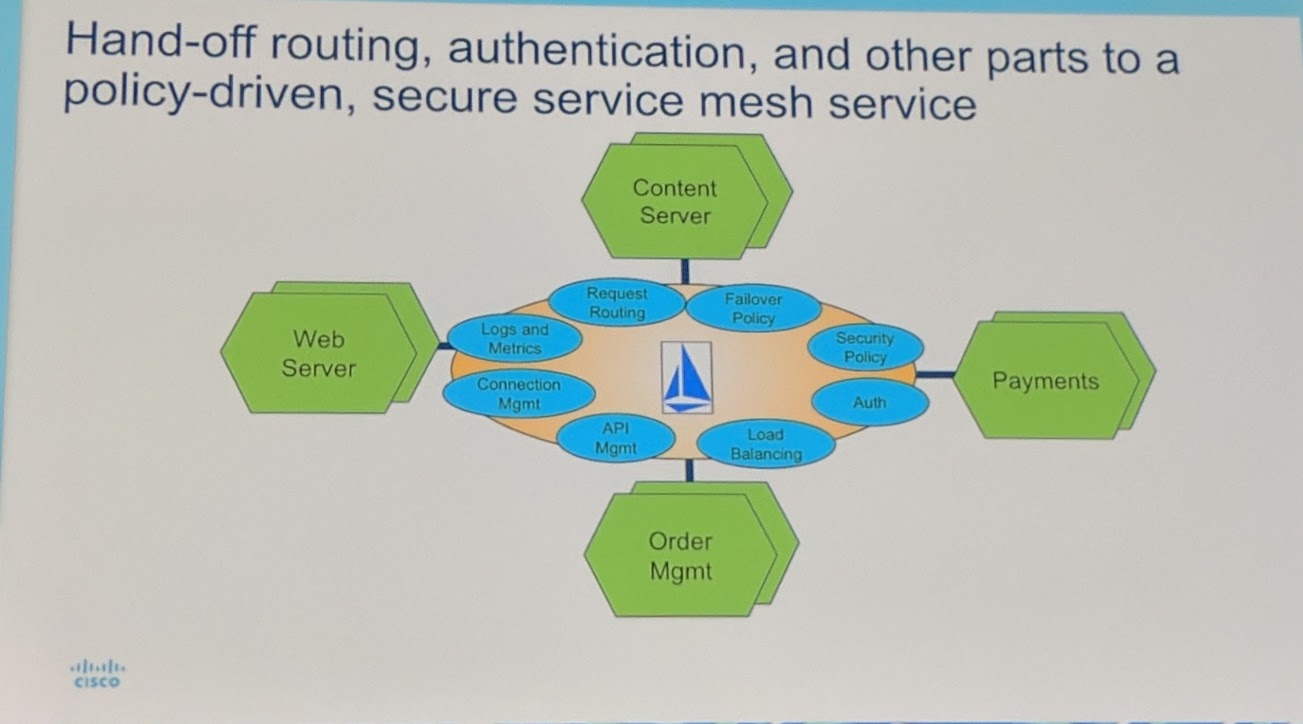 Hand-off routing, authentication, and other parts to a
policy-driven, secure service mesh service
Content
Server
Request
Routing
Failover
Policy
Logs and
Metrics
Security
Policy
Web
Server
Connection
Mgmt
Auth
Payments
API
Mgmt
Load
Balancing
Order
Mgmt
CISCO